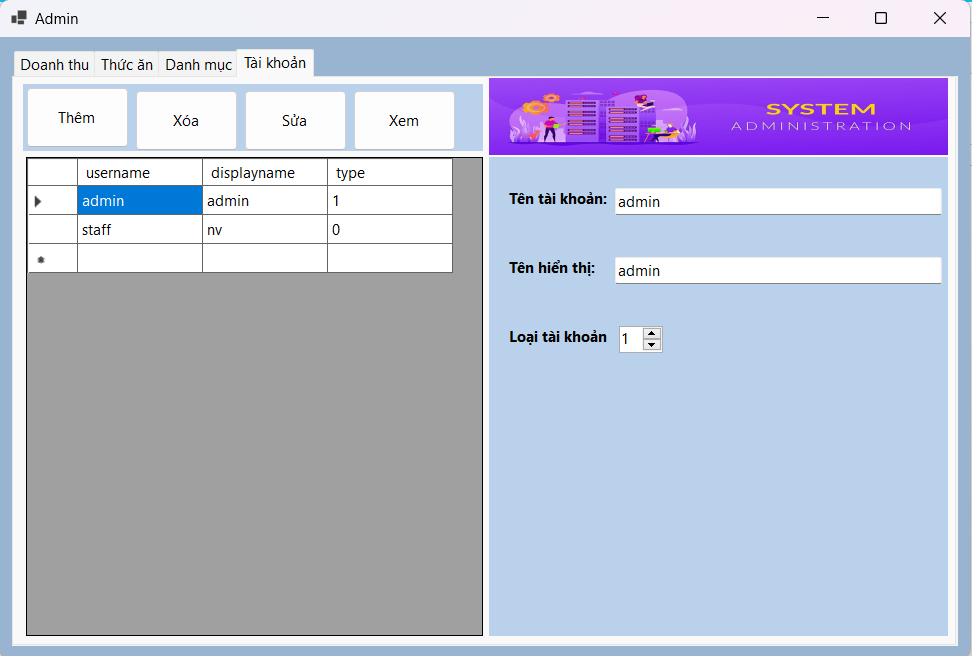 Admin
Doanh thu Thức ăn Danh mục Tài khoản
Thêm Xóa Sửa Xem
SYSTEM
ADMINISTRATION
username displayname type
admin admin 1
staff nv 0
Tên tài khoản: admin
Tên hiển thị: admin
Loại tài khoản 1